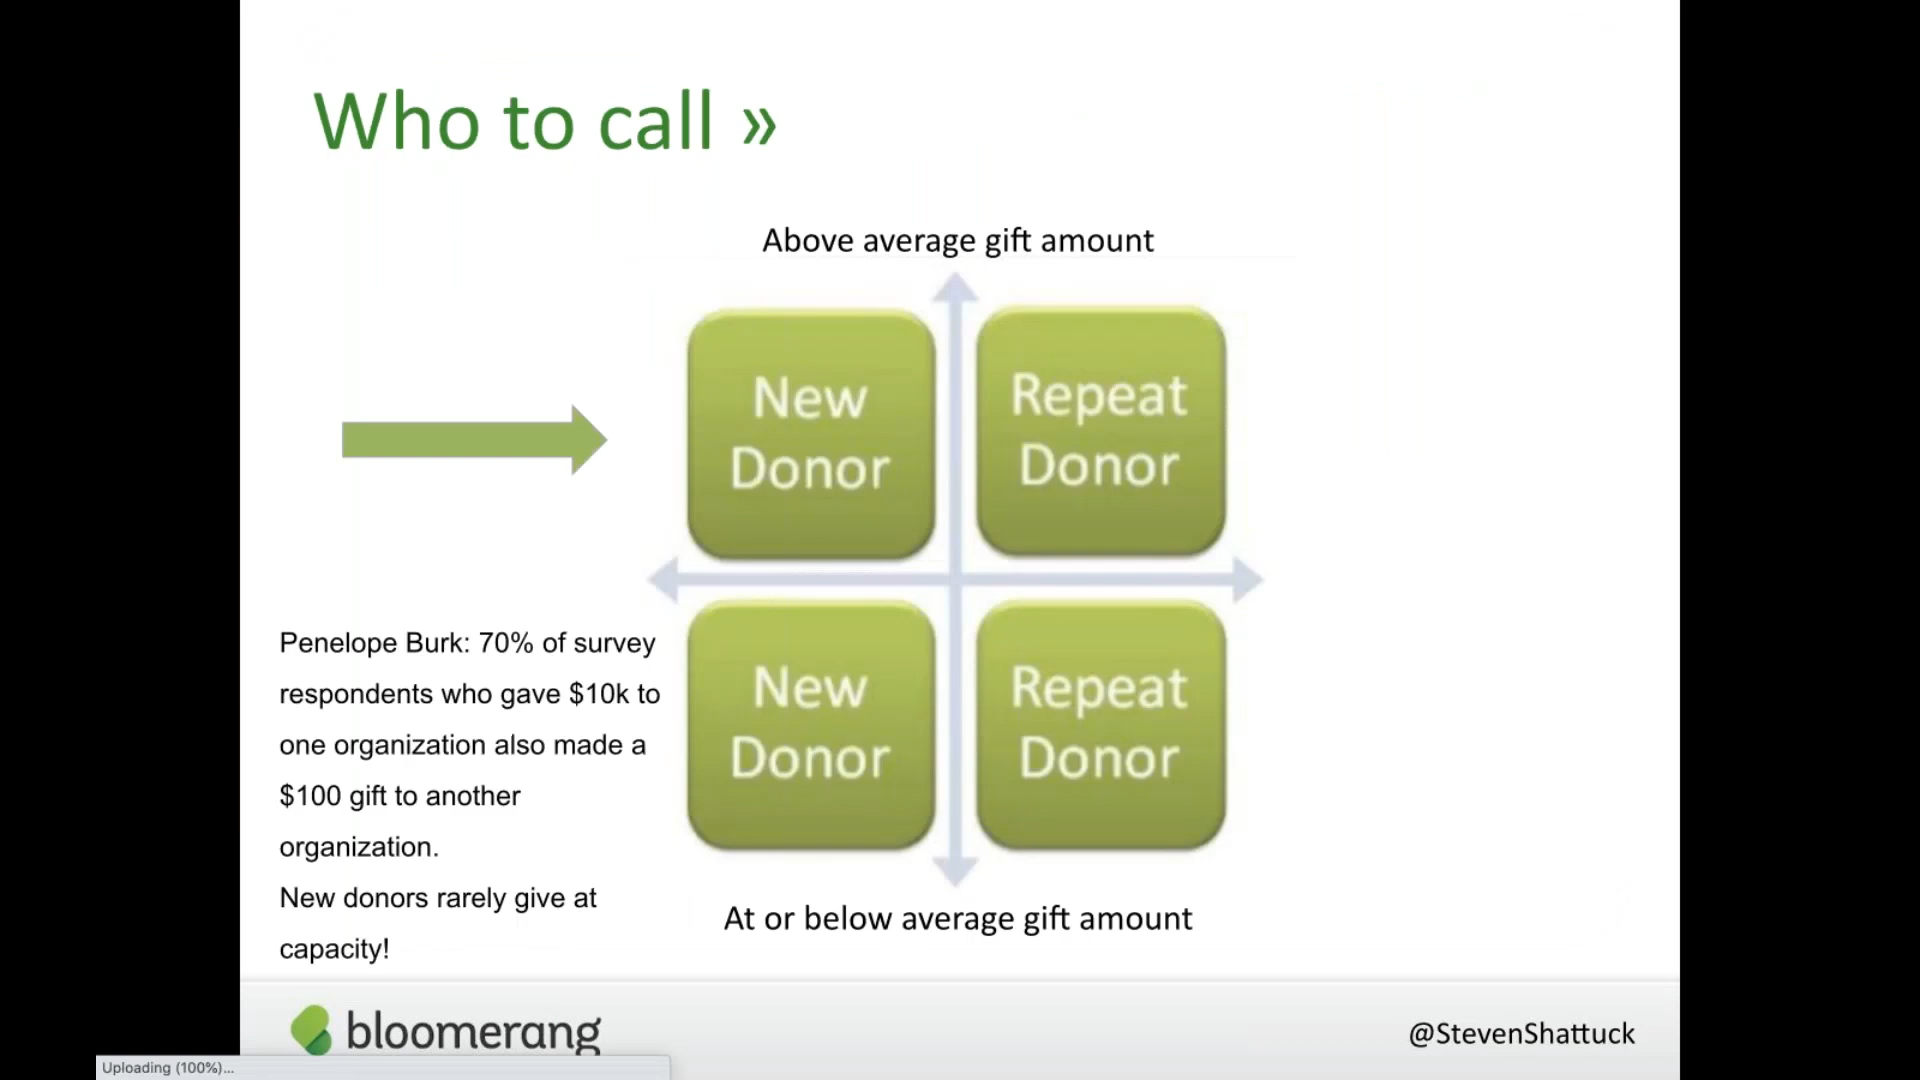 Who to call »
Above average gift amount
New
Donor
Repeat
Donor
New
Donor
Repeat
Donor
At or below average gift amount
Penelope Burk: 70% of survey
respondents who gave $10k to
one organization also made a
$100 gift to another
organization.
New donors rarely give at
capacity!
bloomerang
@StevenShattuck
Uploading (100%)...